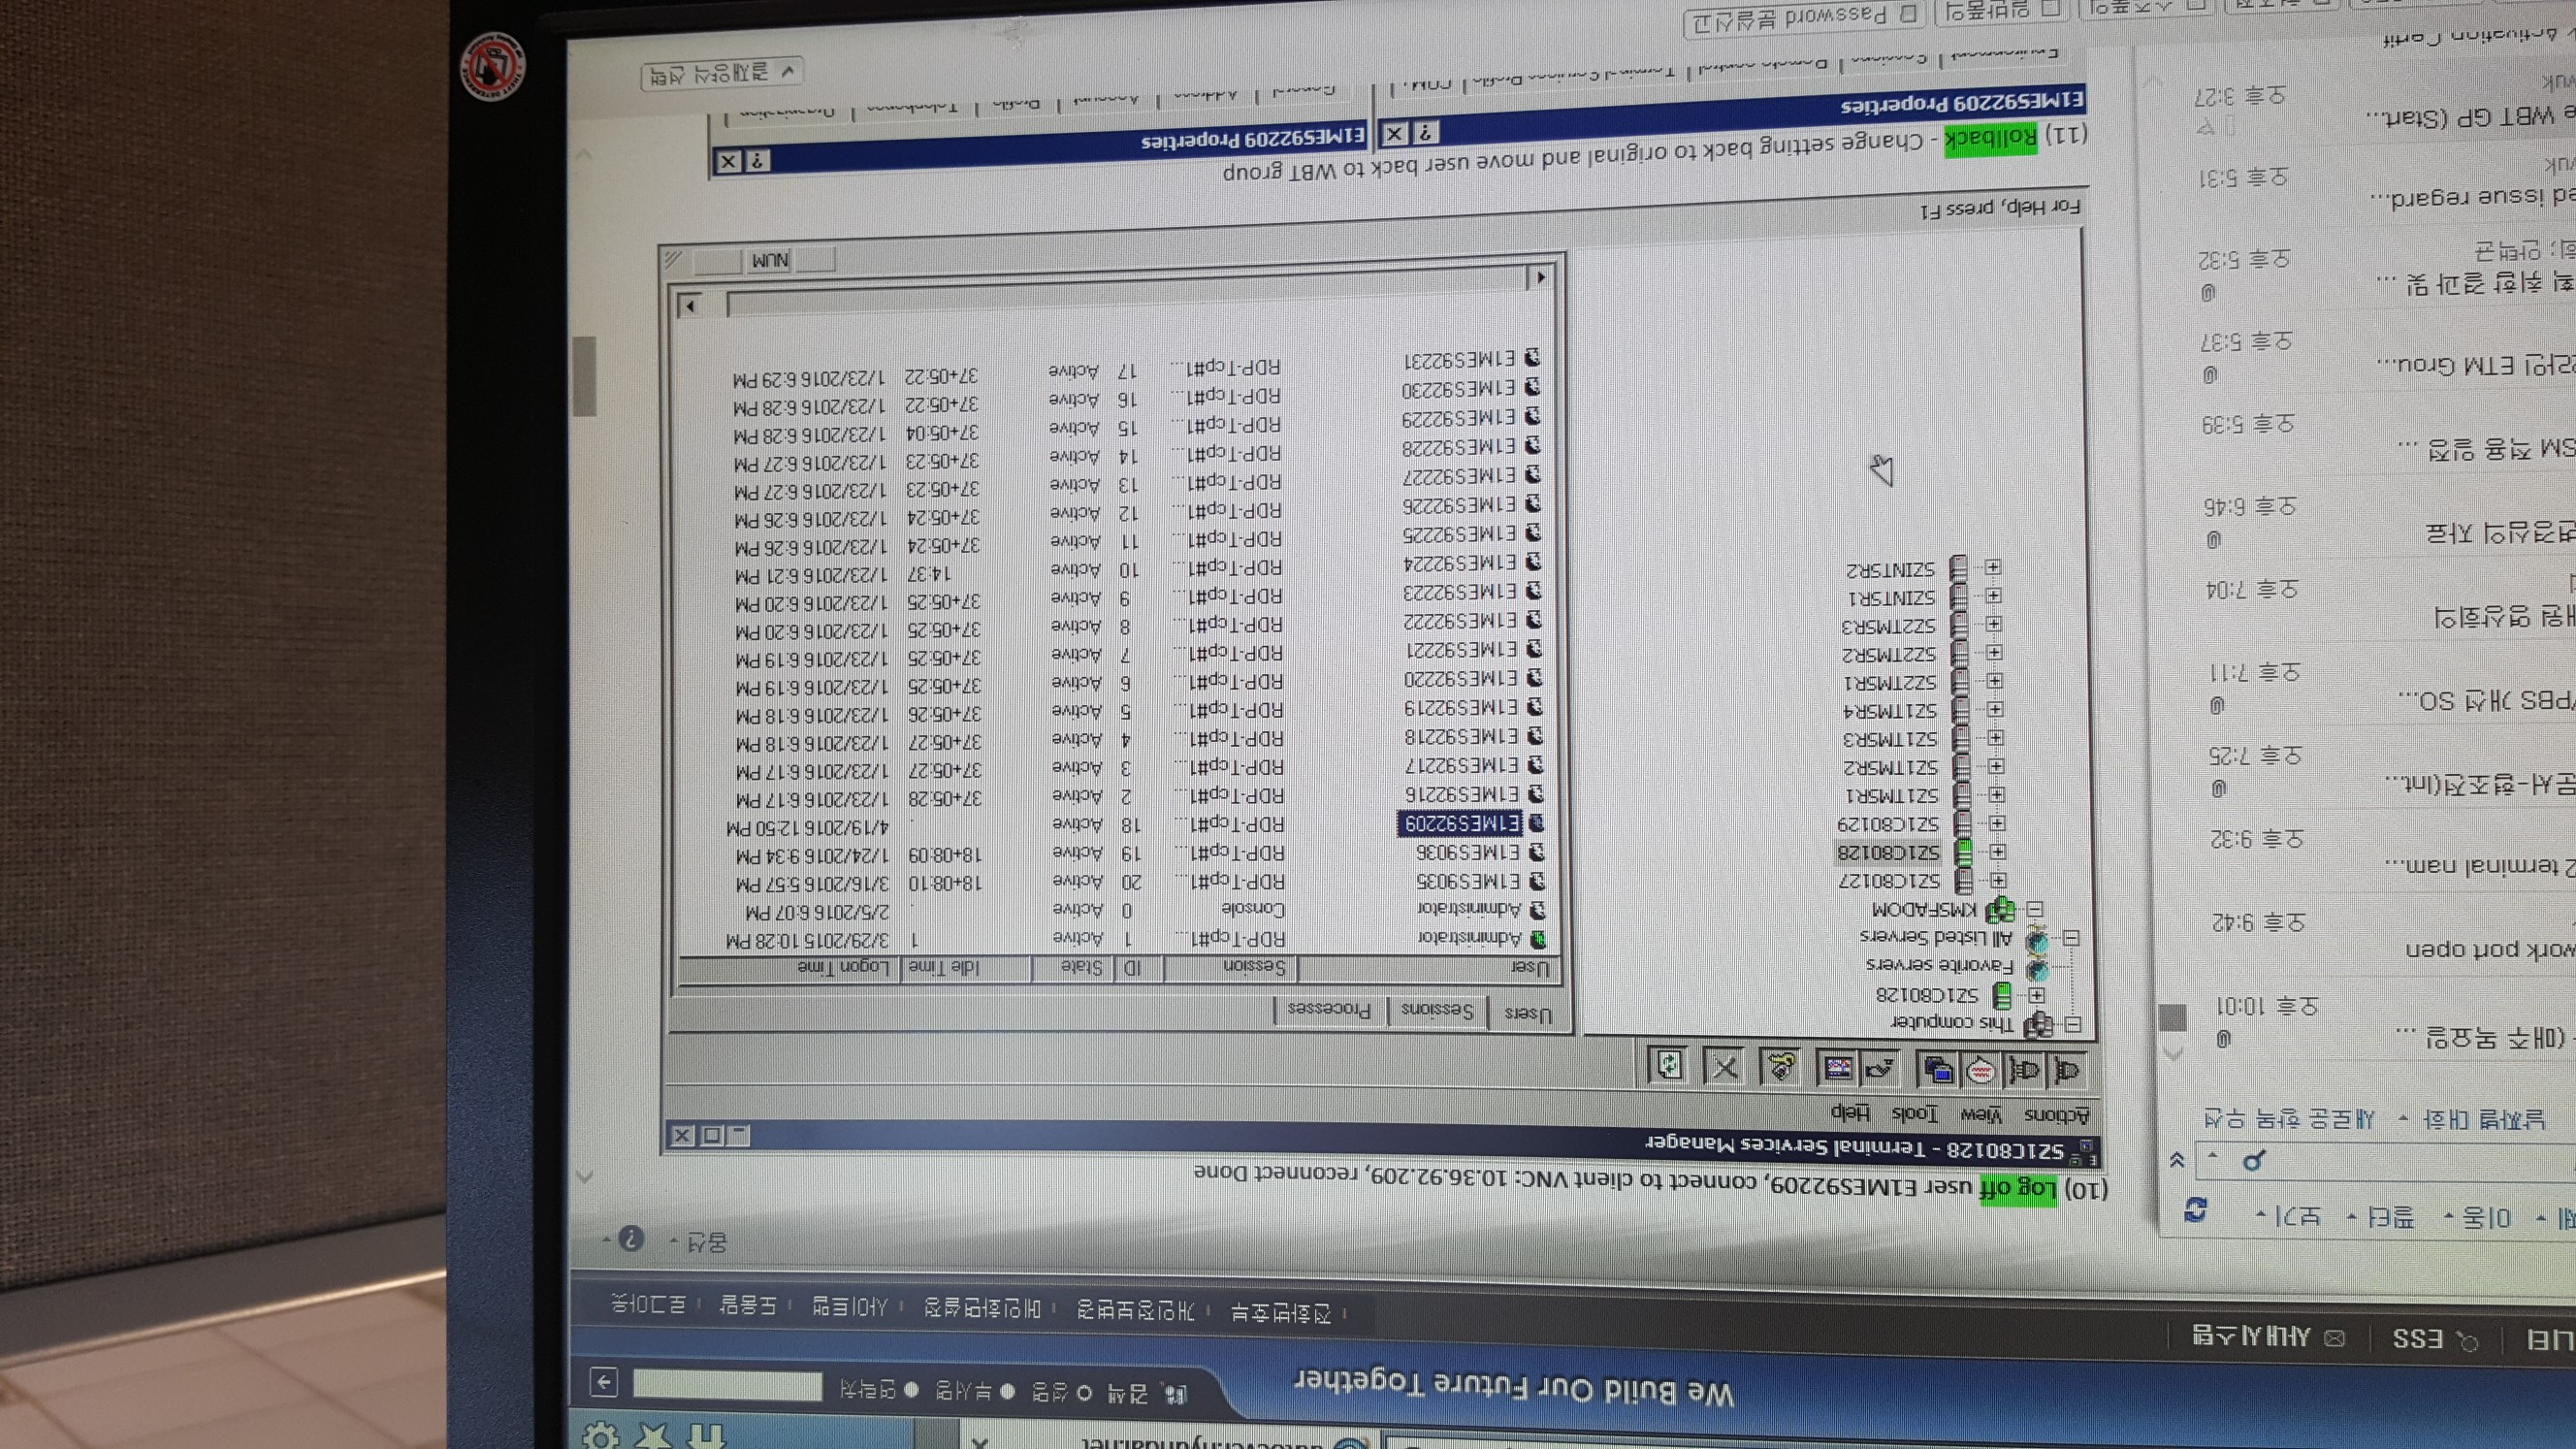 We Build Our Future Together
검색 성명 부서명 연락처
니티 ESS 사내시스템
전화번호부 개인정보변경 메인화면설정 사이트맵 도움말 로그아웃
옵션
이동 필터 보기
날짜별 대화 새로운 항목 우선
(매주 목요일 ...
오후 10:01
work port open
오후 9:42
2 terminal nam...
오후 9:32
문서-협조전(Int...
오후 7:25
/PBS 개선 SO...
오후 7:11
영상회의
오후 7:04
변경심의 자료
오후 6:46
SM 적용 일정 ...
오후 5:39
라인 ETM Grou...
오후 5:37
획 취합 결과 및 ...
희; 안택균
오후 5:32
ed issue regard...
wuk
오후 5:31
e WBT GP (Start...
wuk
오후 3:27
Activation Certif
(10) Log off user E1MES92209, connect to client VNC: 10.36.92.209, reconnect Done
SZ1C80128 - Terminal Services Manager
Actions View Tools Help
This computer
SZ1C80128
Favorite servers
All Listed Servers
KMSFADOM
SZ1C80127
SZ1C80128
SZ1C80129
SZ1TMSR1
SZ1TMSR2
SZ1TMSR3
SZ1TMSR4
SZ2TMSR1
SZ2TMSR2
SZ2TMSR3
SZINTSR1
SZINTSR2
Users Sessions Processes
User Session ID State Idle Time Logon Time
Administrator RDP-Tcp#1... 1 Active 1 3/29/2015 10:28 PM
Administrator Console 0 Active . 2/5/2016 6:07 PM
E1MES9035 RDP-Tcp#1... 20 Active 18+08:10 3/16/2016 5:57 PM
E1MES9036 RDP-Tcp#1... 19 Active 18+08:09 1/24/2016 9:34 PM
E1MES92209 RDP-Tcp#1... 18 Active . 4/19/2016 12:50 PM
E1MES92216 RDP-Tcp#1... 2 Active 37+05:28 1/23/2016 6:17 PM
E1MES92217 RDP-Tcp#1... 3 Active 37+05:27 1/23/2016 6:17 PM
E1MES92218 RDP-Tcp#1... 4 Active 37+05:27 1/23/2016 6:18 PM
E1MES92219 RDP-Tcp#1... 5 Active 37+05:26 1/23/2016 6:18 PM
E1MES92220 RDP-Tcp#1... 6 Active 37+05:25 1/23/2016 6:19 PM
E1MES92221 RDP-Tcp#1... 7 Active 37+05:25 1/23/2016 6:19 PM
E1MES92222 RDP-Tcp#1... 8 Active 37+05:25 1/23/2016 6:20 PM
E1MES92223 RDP-Tcp#1... 9 Active 37+05:25 1/23/2016 6:20 PM
E1MES92224 RDP-Tcp#1... 10 Active 14:37 1/23/2016 6:21 PM
E1MES92225 RDP-Tcp#1... 11 Active 37+05:24 1/23/2016 6:26 PM
E1MES92226 RDP-Tcp#1... 12 Active 37+05:24 1/23/2016 6:26 PM
E1MES92227 RDP-Tcp#1... 13 Active 37+05:23 1/23/2016 6:27 PM
E1MES92228 RDP-Tcp#1... 14 Active 37+05:23 1/23/2016 6:27 PM
E1MES92229 RDP-Tcp#1... 15 Active 37+05:04 1/23/2016 6:28 PM
E1MES92230 RDP-Tcp#1... 16 Active 37+05:22 1/23/2016 6:28 PM
E1MES92231 RDP-Tcp#1... 17 Active 37+05:22 1/23/2016 6:29 PM
NUM
For Help, press F1
(11) Rollback - Change setting back to original and move user back to WBT group
E1MES92209 Properties
E1MES92209 Properties
결재양식 선택
일반품의 Password 분실신고